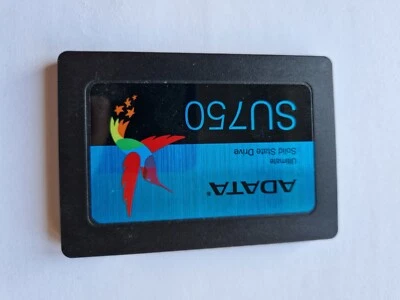 ADATA
Ultimate
Solid State Drive
SU750